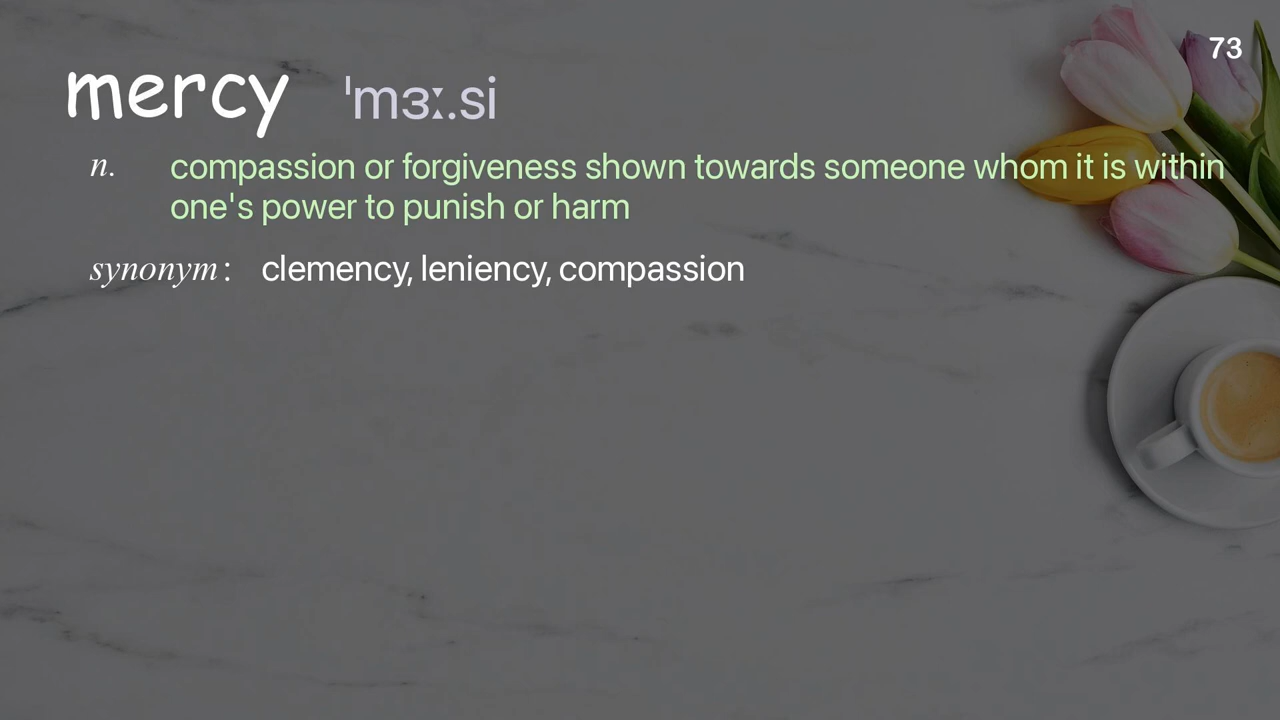 73
mercy ˈmɜː.si
n. compassion or forgiveness shown towards someone whom it is within
one's power to punish or harm
synonym: clemency, leniency, compassion